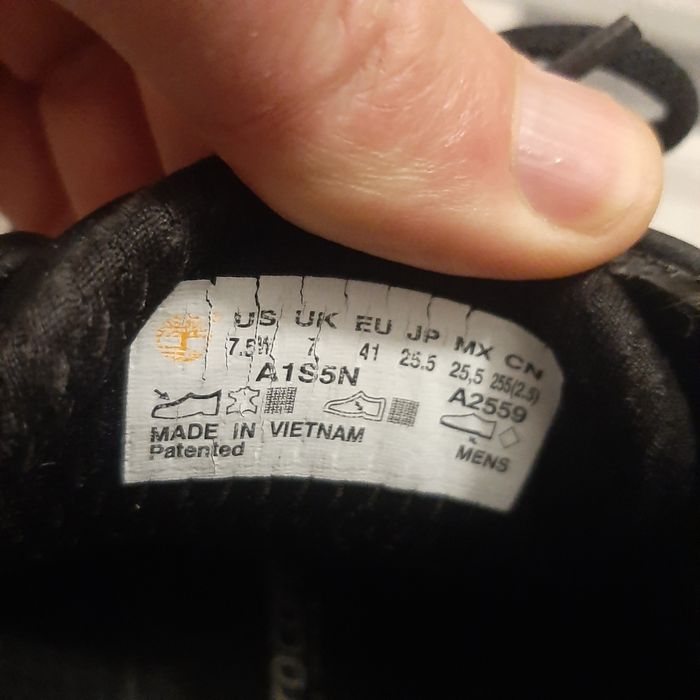 US UK EU JP MX CN
7.5M 7 41 25.5 25,5 255(2.5)
A1S5N A2559
MADE IN VIETNAM
Patented MENS